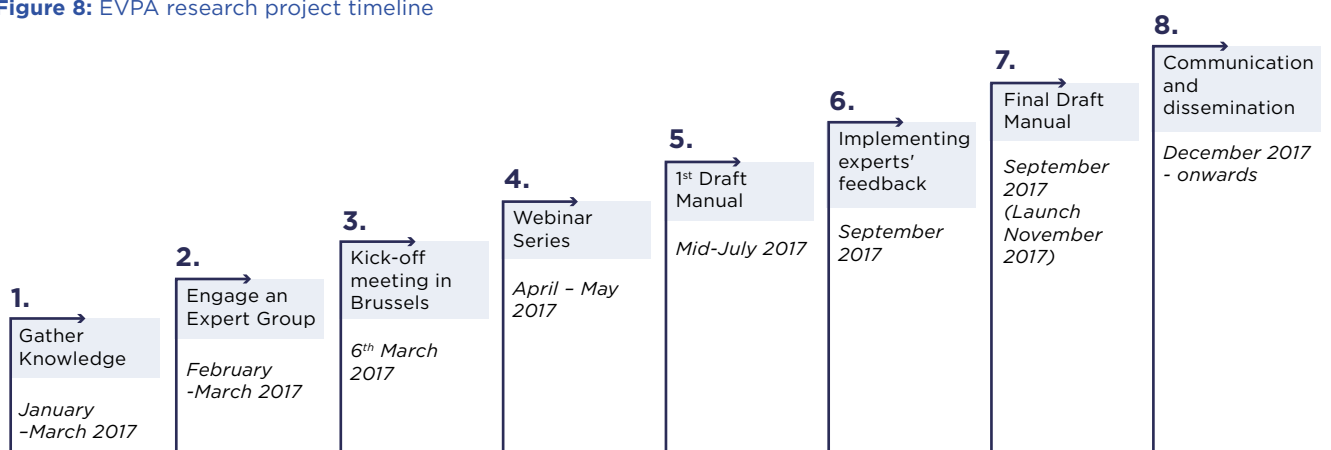 Figure 8: EVPA research project timeline
1.
Gather
Knowledge
January
–March 2017
2.
Engage an
Expert Group
February
-March 2017
3.
Kick-off
meeting in
Brussels
6th March
2017
4.
Webinar
Series
April – May
2017
5.
1st Draft
Manual
Mid-July 2017
6.
Implementing
experts'
feedback
September
2017
7.
Final Draft
Manual
September
2017
(Launch
November
2017)
8.
Communication
and
dissemination
December 2017
- onwards